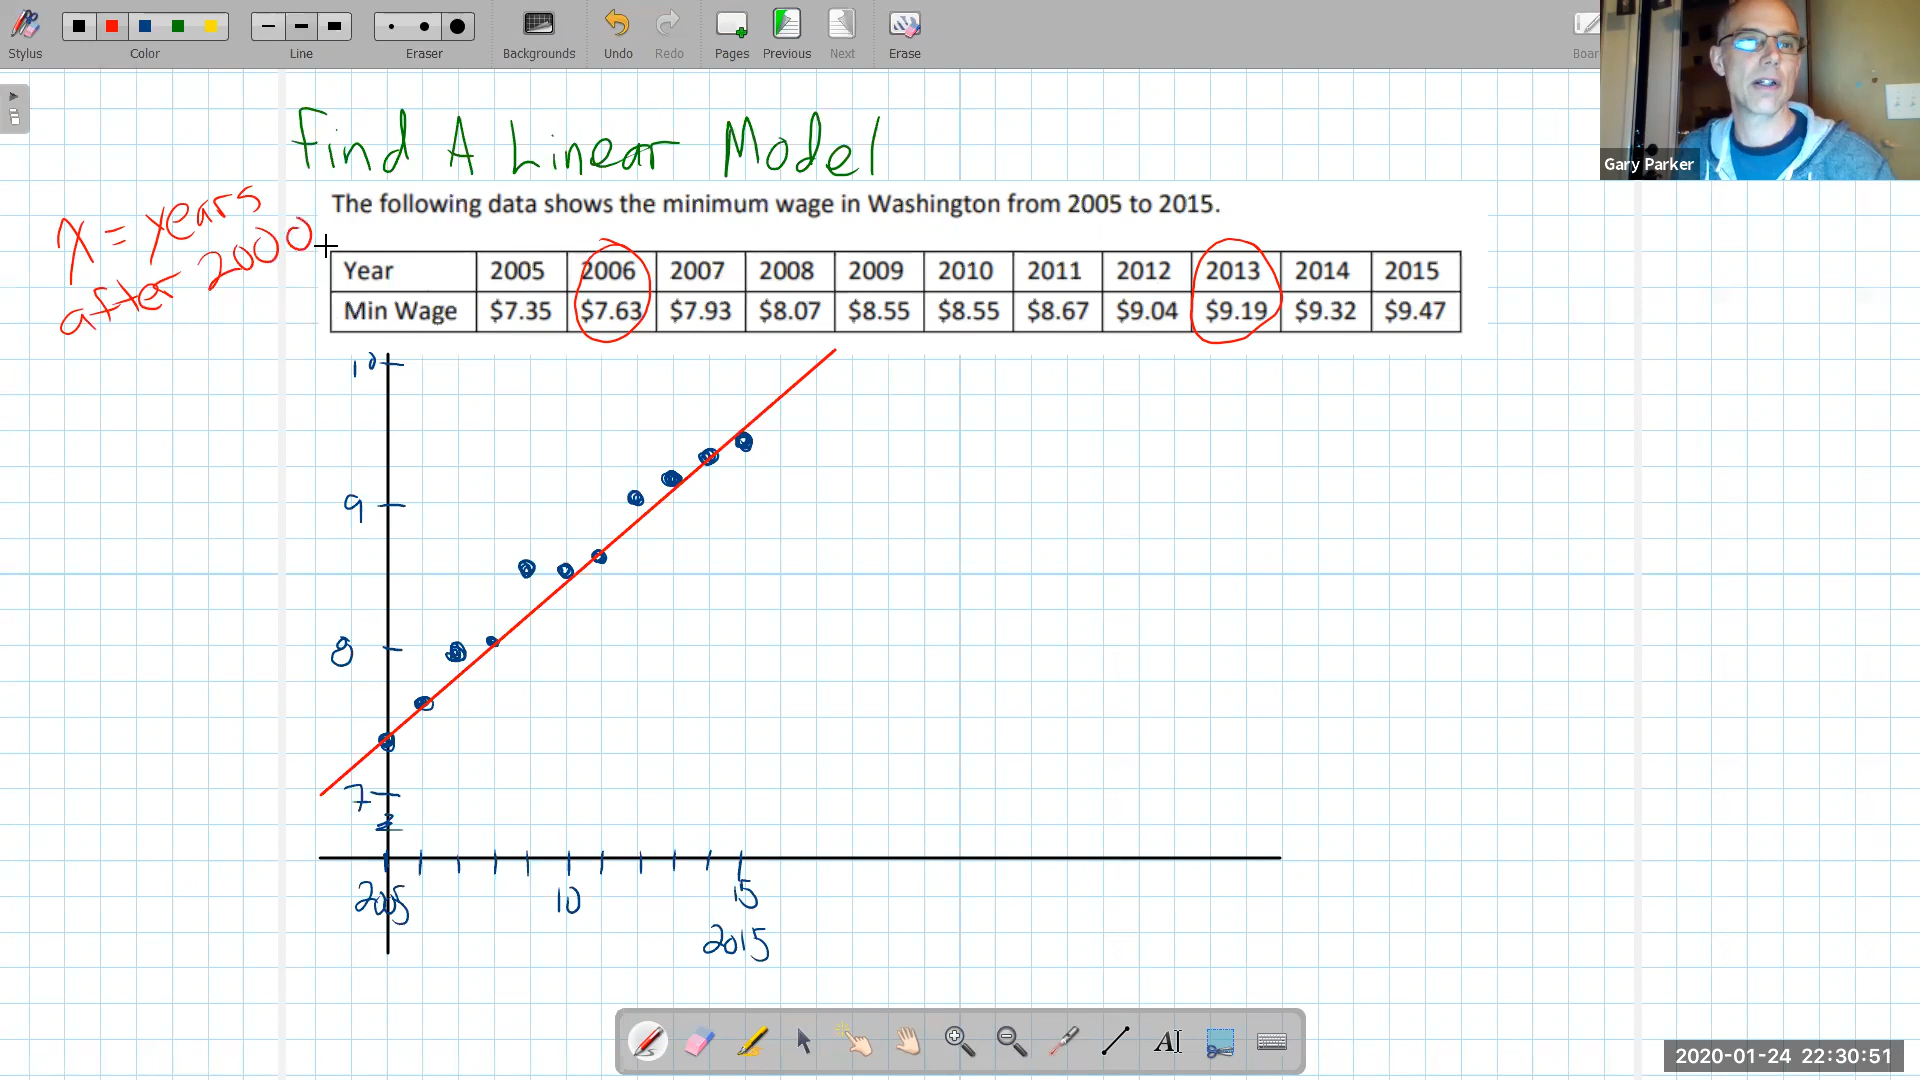 Stylus Color Line Eraser Backgrounds Undo Redo Pages Previous Next Erase Boar
Gary Parker
Find A Linear Model
The following data shows the minimum wage in Washington from 2005 to 2015.
x = years
after 2000
Year 2005 2006 2007 2008 2009 2010 2011 2012 2013 2014 2015
Min Wage $7.35 $7.63 $7.93 $8.07 $8.55 $8.55 $8.67 $9.04 $9.19 $9.32 $9.47
10
9
8
7
2005 10 15
2015
2020-01-24 22:30:51